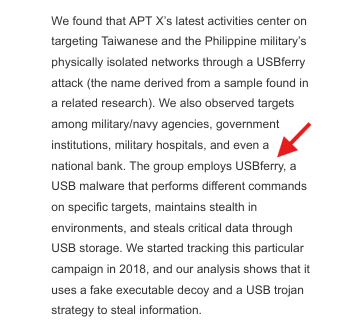 We found that APT X's latest activities center on
targeting Taiwanese and the Philippine military's
physically isolated networks through a USBferry
attack (the name derived from a sample found in
a related research). We also observed targets
among military/navy agencies, government
institutions, military hospitals, and even a
national bank. The group employs USBferry, a
USB malware that performs different commands
on specific targets, maintains stealth in
environments, and steals critical data through
USB storage. We started tracking this particular
campaign in 2018, and our analysis shows that it
uses a fake executable decoy and a USB trojan
strategy to steal information.